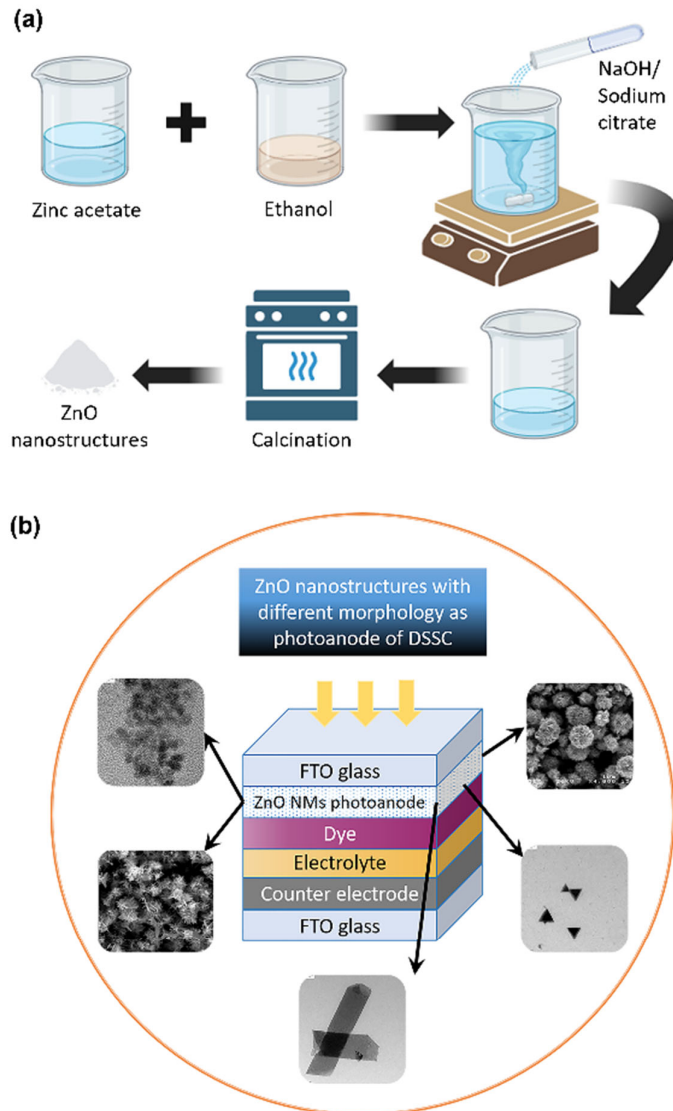 (a)
NaOH/
Sodium
citrate
Zinc acetate
Ethanol
ZnO
nanostructures
Calcination
(b)
ZnO nanostructures with
different morphology as
photoanode of DSSC
FTO glass
ZnO NMs photoanode
Dye
Electrolyte
Counter electrode
FTO glass